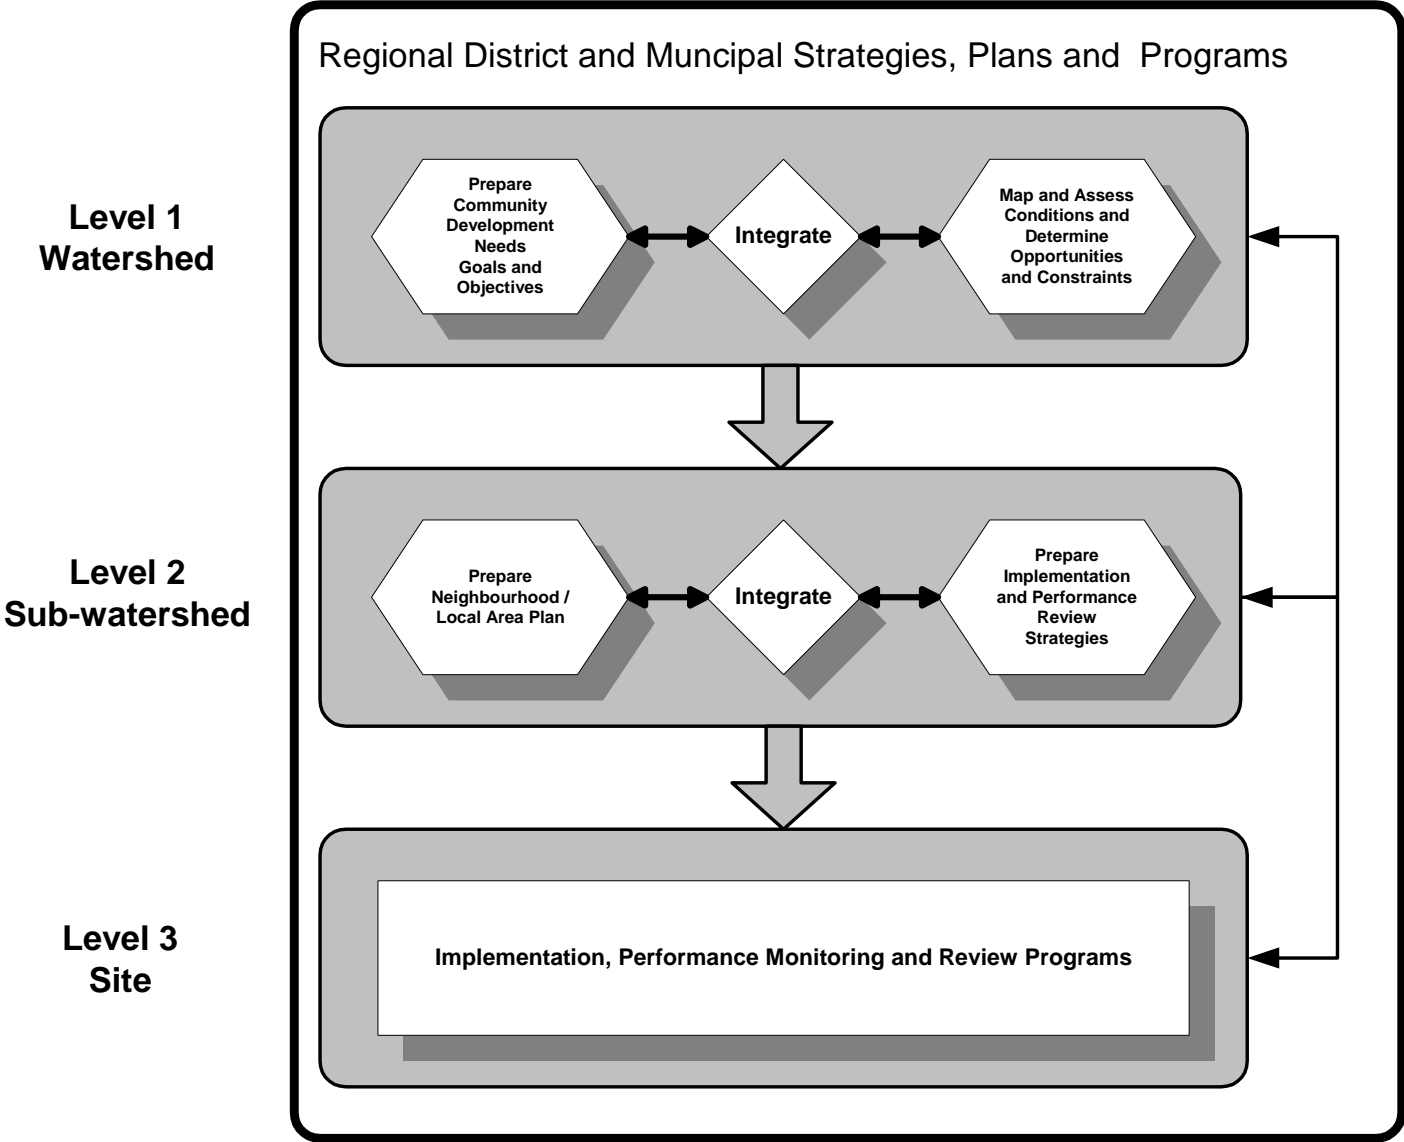 Regional District and Muncipal Strategies, Plans and Programs
Level 1
Watershed
Prepare
Community
Development
Needs
Goals and
Objectives
Integrate
Map and Assess
Conditions and
Determine
Opportunities
and Constraints
Level 2
Sub-watershed
Prepare
Neighbourhood /
Local Area Plan
Integrate
Prepare
Implementation
and Performance
Review
Strategies
Level 3
Site
Implementation, Performance Monitoring and Review Programs